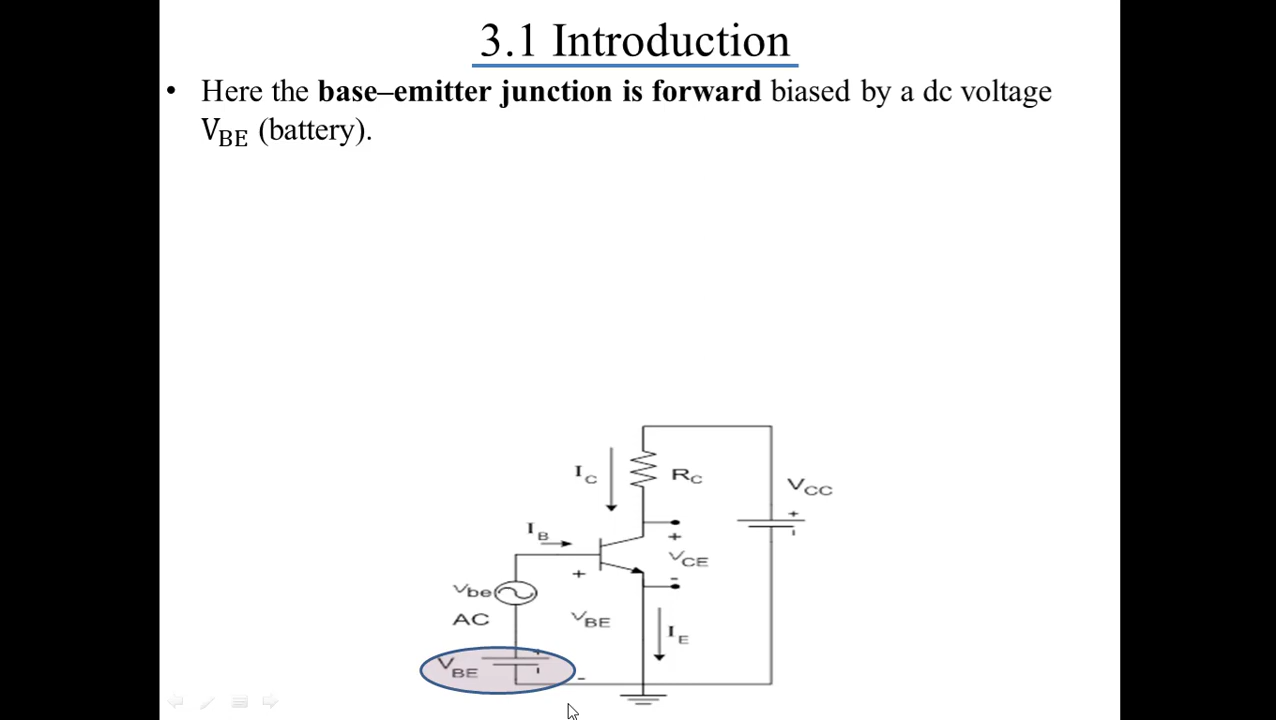 3.1 Introduction
• Here the base–emitter junction is forward biased by a dc voltage
VBE (battery).
IC
RC
VCC
+
-
IB
+
VCE
-
+
Vbe
AC
VBE
IE
VBE
+
-
-